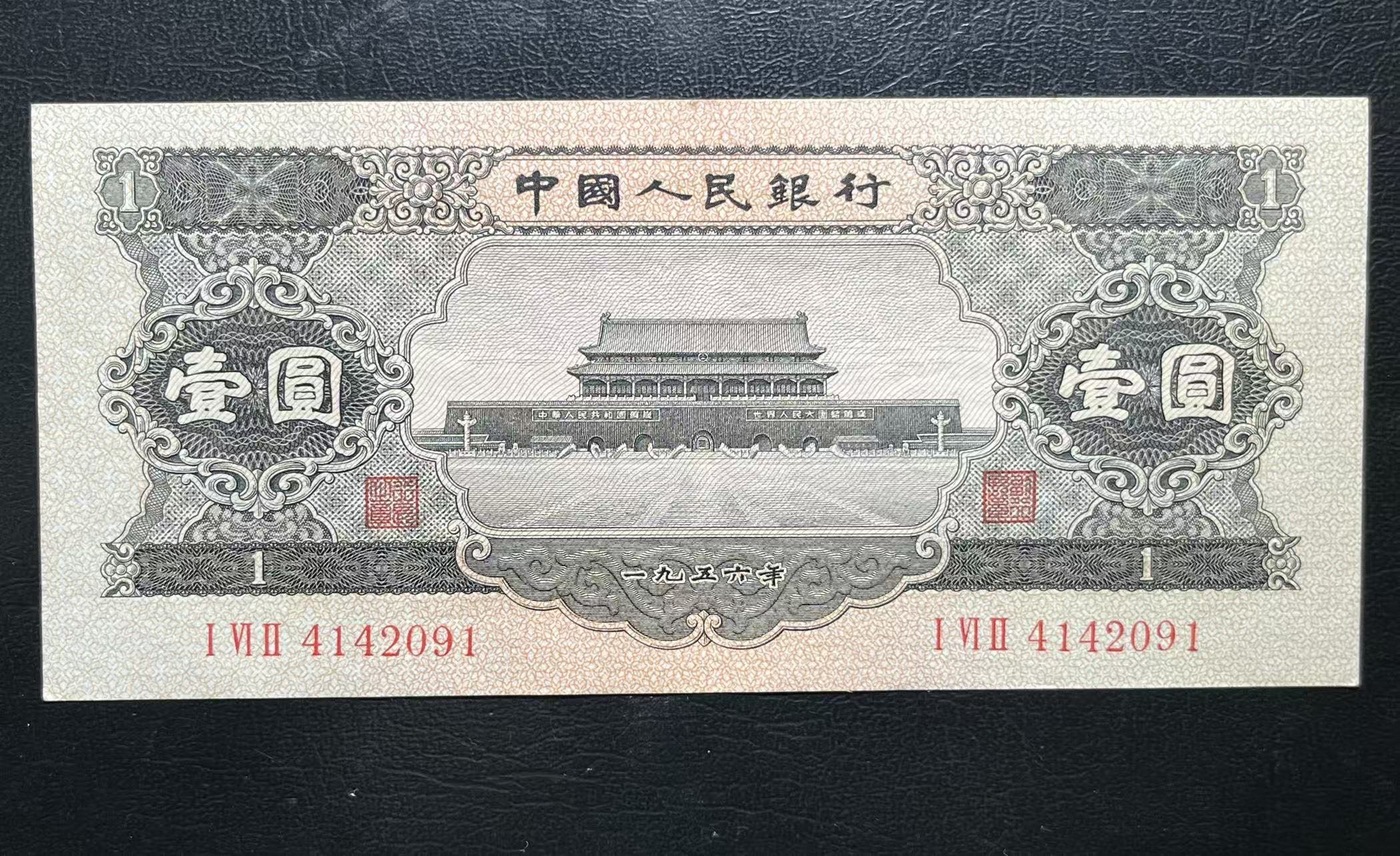 中國人民銀行
1 1
壹圓 壹圓
中華人民共和國萬歲 世界人民大團結萬歲
1 1
一九五六年
I VI II 4142091 I VI II 4142091